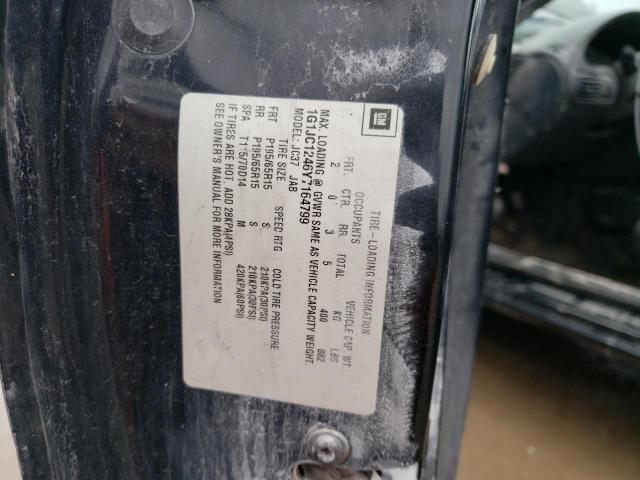 GM
TIRE-LOADING INFORMATION
OCCUPANTS VEHICLE CAP. WT.
FRT. CTR. RR. TOTAL KG LBS
2 0 3 5 400 882
MAX. LOADING @ GVWR SAME AS VEHICLE CAPACITY WEIGHT.
1G1JC1246Y7164799
MODEL: JC37 JAB
TIRE SIZE SPEED RTG COLD TIRE PRESSURE
FRT P195/65R15 S 210KPA(30PSI)
RR P195/65R15 S 210KPA(30PSI)
SPA T115/70D14 M 420KPA(60PSI)
IF TIRES ARE HOT, ADD 28KPA(4PSI)
SEE OWNER'S MANUAL FOR MORE INFORMATION